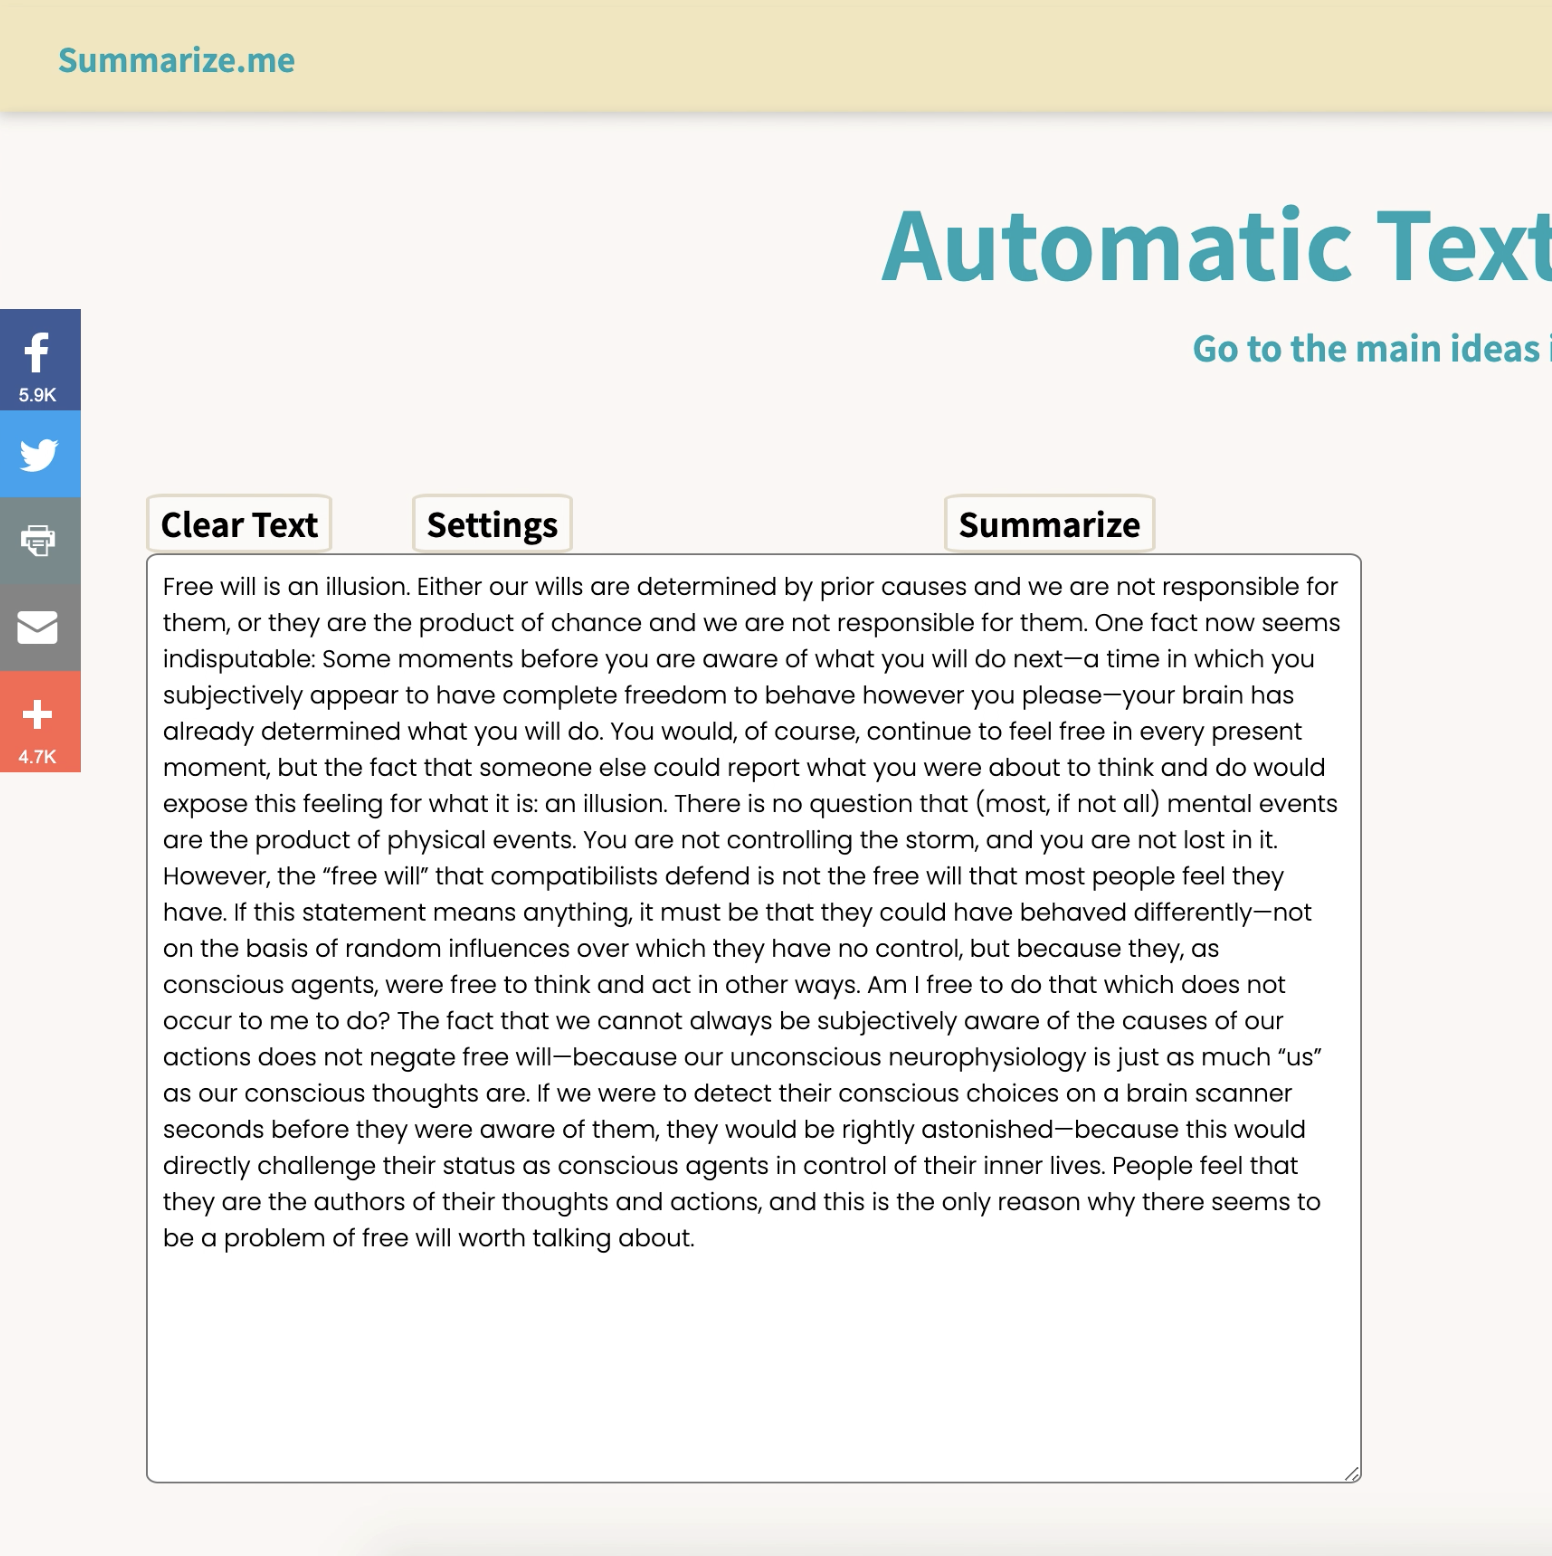 Summarize.me
Automatic Text
Go to the main ideas i
5.9K
4.7K
Clear Text
Settings
Summarize
Free will is an illusion. Either our wills are determined by prior causes and we are not responsible for
them, or they are the product of chance and we are not responsible for them. One fact now seems
indisputable: Some moments before you are aware of what you will do next—a time in which you
subjectively appear to have complete freedom to behave however you please—your brain has
already determined what you will do. You would, of course, continue to feel free in every present
moment, but the fact that someone else could report what you were about to think and do would
expose this feeling for what it is: an illusion. There is no question that (most, if not all) mental events
are the product of physical events. You are not controlling the storm, and you are not lost in it.
However, the “free will” that compatibilists defend is not the free will that most people feel they
have. If this statement means anything, it must be that they could have behaved differently—not
on the basis of random influences over which they have no control, but because they, as
conscious agents, were free to think and act in other ways. Am I free to do that which does not
occur to me to do? The fact that we cannot always be subjectively aware of the causes of our
actions does not negate free will—because our unconscious neurophysiology is just as much “us”
as our conscious thoughts are. If we were to detect their conscious choices on a brain scanner
seconds before they were aware of them, they would be rightly astonished—because this would
directly challenge their status as conscious agents in control of their inner lives. People feel that
they are the authors of their thoughts and actions, and this is the only reason why there seems to
be a problem of free will worth talking about.